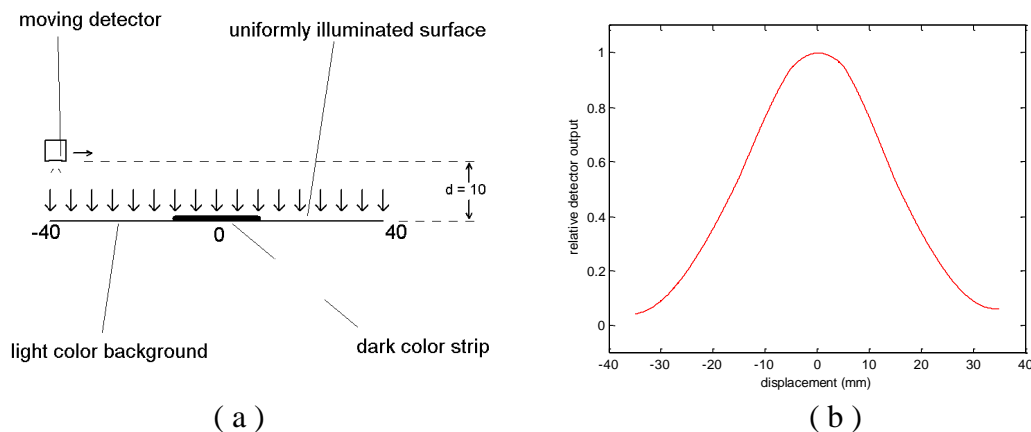 moving detector
uniformly illuminated surface
d = 10
-40
0
40
light color background
dark color strip
( a )
1
0.8
0.6
0.4
0.2
0
relative detector output
-40 -30 -20 -10 0 10 20 30 40
displacement (mm)
( b )